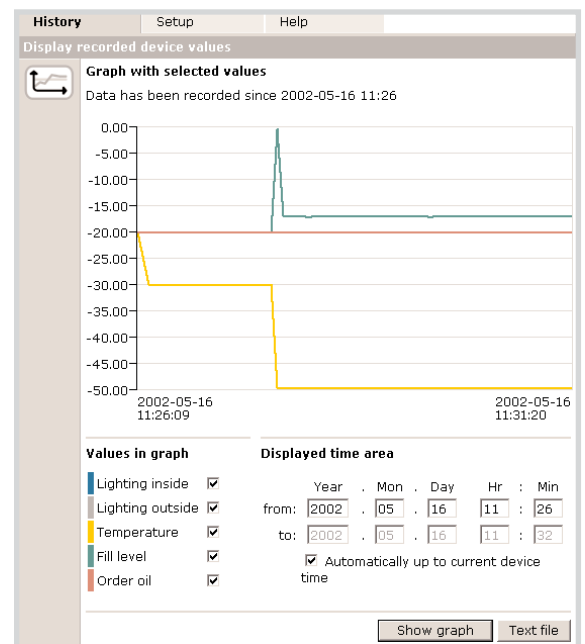 History Setup Help
Display recorded device values
Graph with selected values
Data has been recorded since 2002-05-16 11:26
0.00
-5.00
-10.00
-15.00
-20.00
-25.00
-30.00
-35.00
-40.00
-45.00
-50.00
2002-05-16 2002-05-16
11:26:09 11:31:20
Values in graph Displayed time area
Year . Mon . Day Hr : Min
Lighting inside
Lighting outside from: 2002 . 05 . 16 11 : 26
Temperature to: 2002 . 05 . 16 11 : 32
Fill level Automatically up to current device
Order oil time
Show graph Text file